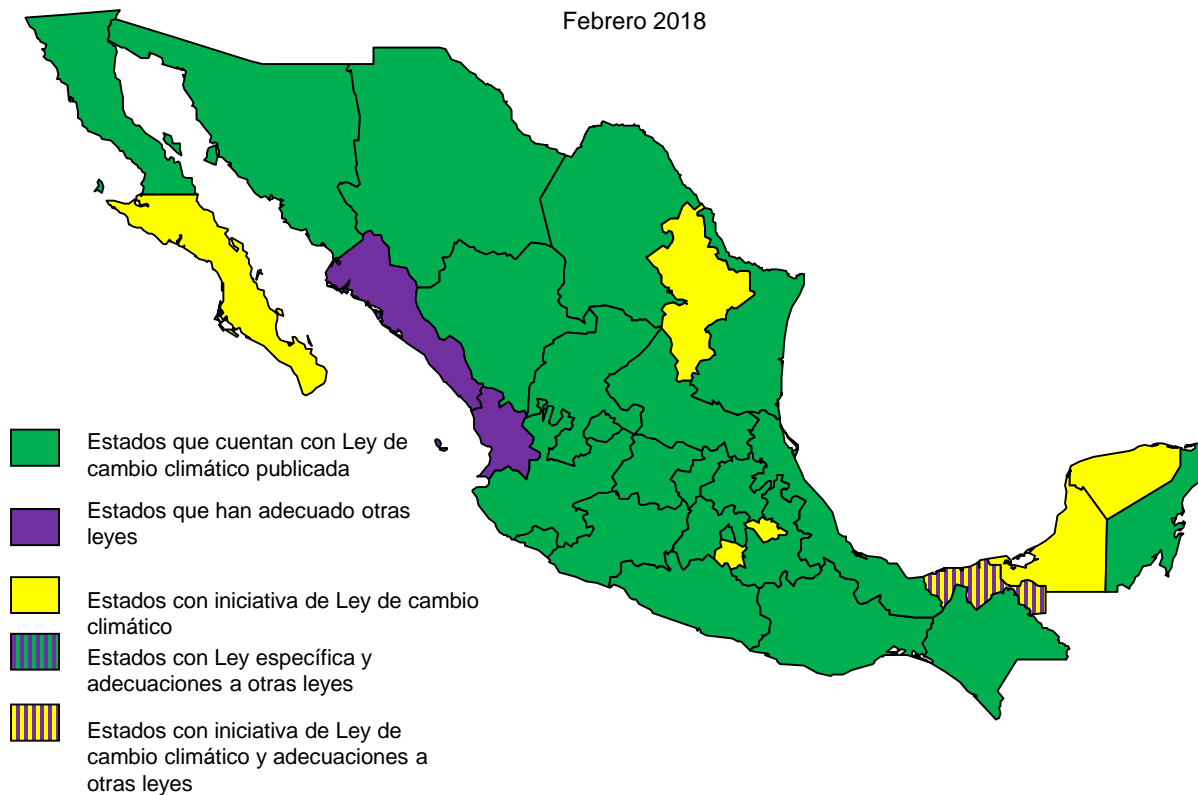 Febrero 2018
Estados que cuentan con Ley de
cambio climático publicada
Estados que han adecuado otras
leyes
Estados con iniciativa de Ley de cambio
climático
Estados con Ley específica y
adecuaciones a otras leyes
Estados con iniciativa de Ley de
cambio climático y adecuaciones a
otras leyes